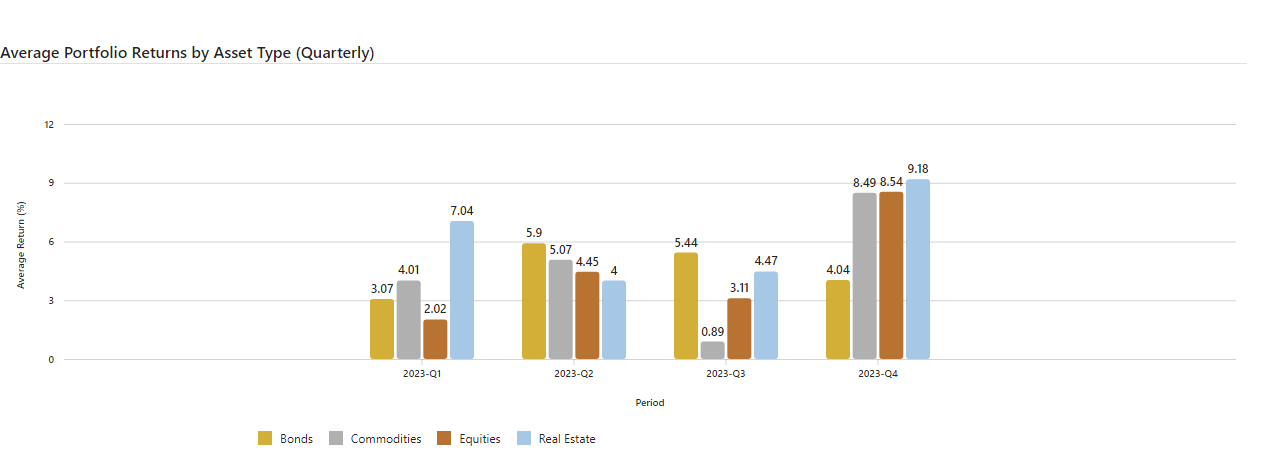 Average Portfolio Returns by Asset Type (Quarterly)
12
9
6
3
0
Average Return (%)
3.07
4.01
2.02
7.04
5.9
5.07
4.45
4
5.44
0.89
3.11
4.47
4.04
8.49
8.54
9.18
2023-Q1
2023-Q2
2023-Q3
2023-Q4
Period
Bonds
Commodities
Equities
Real Estate